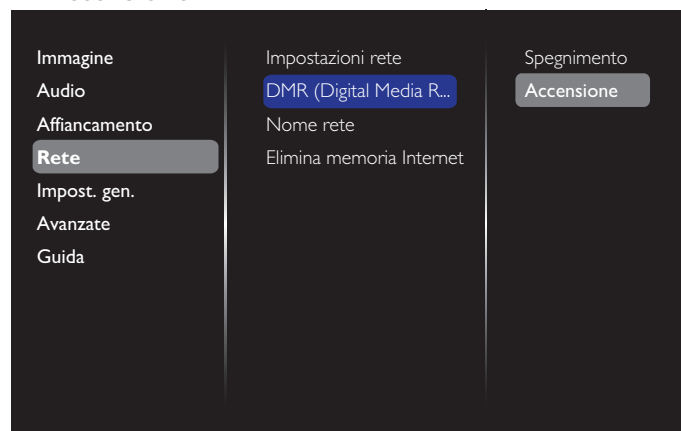 Immagine
Audio
Affiancamento
Rete
Impost. gen.
Avanzate
Guida
Impostazioni rete
DMR (Digital Media R...
Nome rete
Elimina memoria Internet
Spegnimento
Accensione